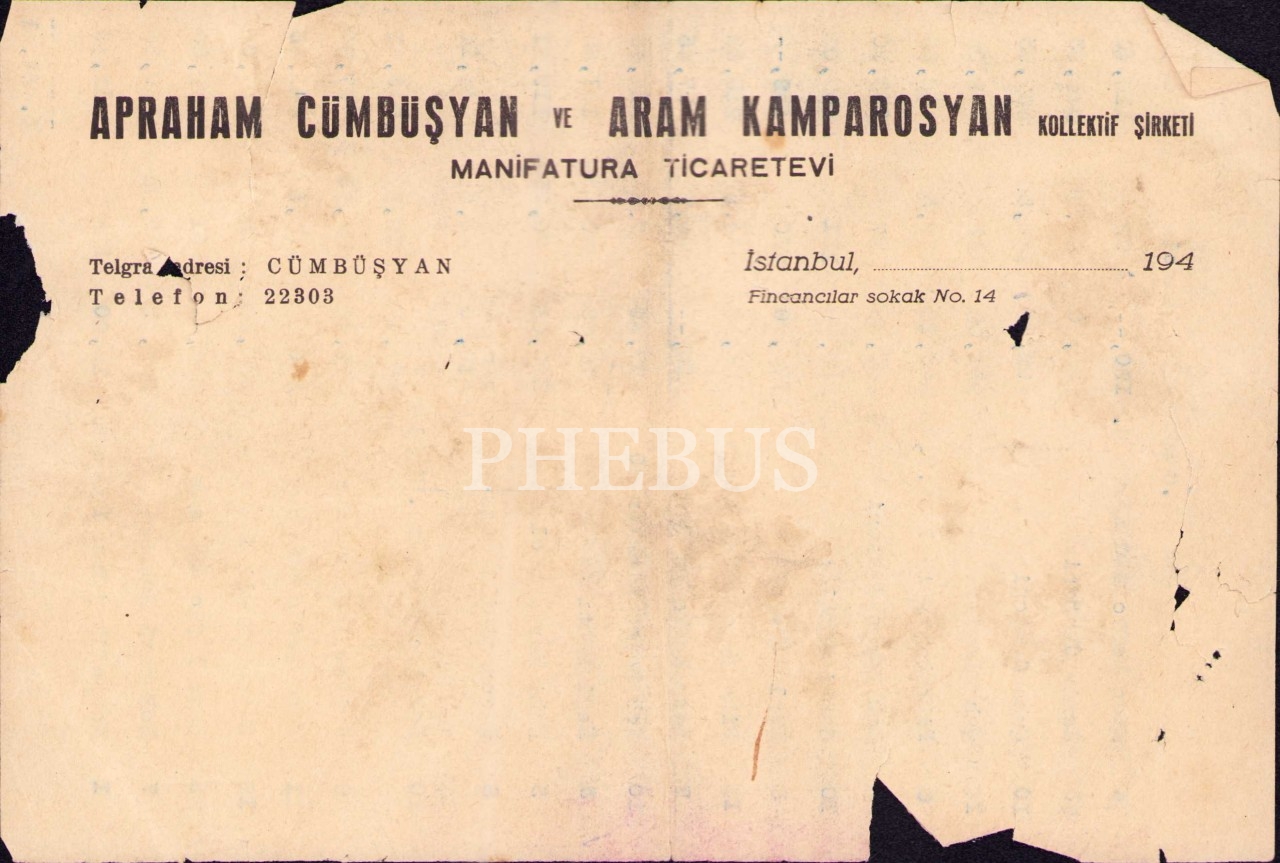 APRAHAM CÜMBÜŞYAN VE ARAM KAMPAROSYAN KOLLEKTİF ŞİRKETİ
MANİFATURA TİCARETEVİ
Telgra adresi : CÜMBÜŞYAN
İstanbul, ........................ 194
Telefon: 22303
Fincancılar sokak No. 14
PHEBUS